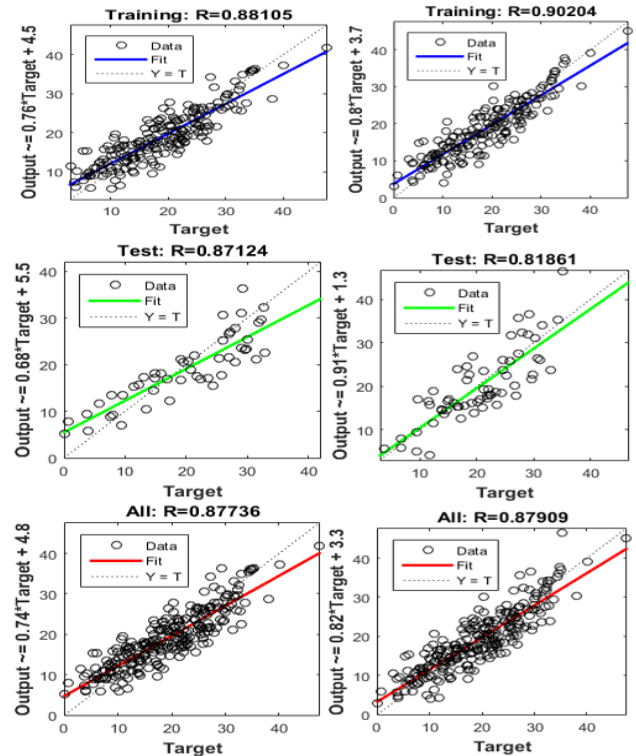 Training: R=0.88105
Output ~= 0.76*Target + 4.5
40
30
20
10
Data
Fit
Y = T
10 20 30 40
Target
Training: R=0.90204
Output ~= 0.8*Target + 3.7
40
30
20
10
0
Data
Fit
Y = T
0 10 20 30 40
Target
Test: R=0.87124
Output ~= 0.68*Target + 5.5
40
30
20
10
0
Data
Fit
Y = T
0 10 20 30 40
Target
Test: R=0.81861
Output ~= 0.91*Target + 1.3
40
30
20
10
Data
Fit
Y = T
10 20 30 40
Target
All: R=0.87736
Output ~= 0.74*Target + 4.8
40
30
20
10
0
Data
Fit
Y = T
0 10 20 30 40
Target
All: R=0.87909
Output ~= 0.82*Target + 3.3
40
30
20
10
0
Data
Fit
Y = T
0 10 20 30 40
Target